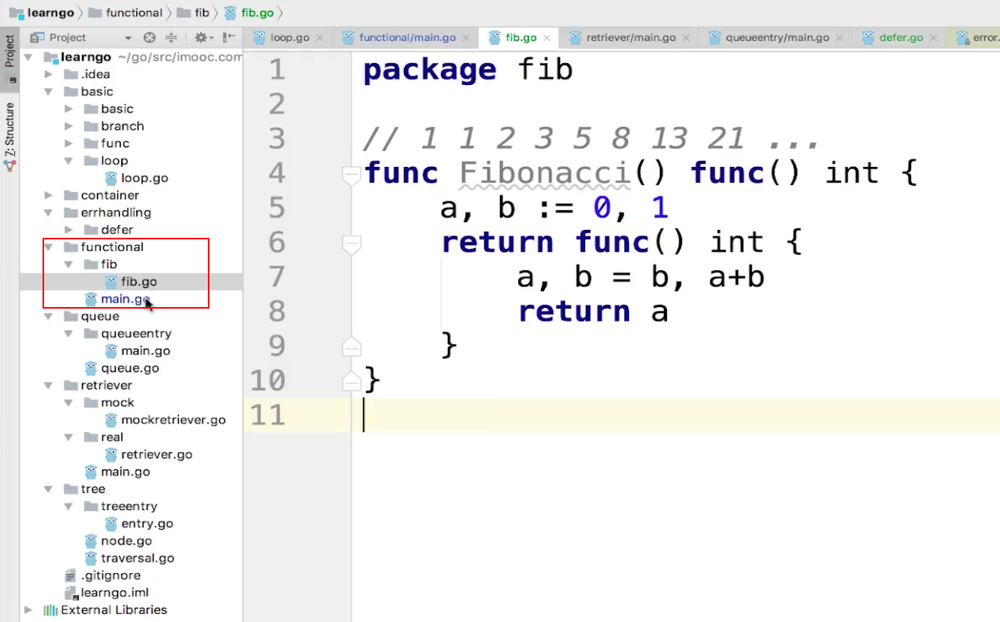 learngo functional fib fib.go
Project
loop.go functional/main.go fib.go retriever/main.go queueentry/main.go defer.go error.
Project
Z: Structure
learngo ~/go/src/imooc.com
.idea
basic
basic
branch
func
loop
loop.go
container
errhandling
defer
functional
fib
fib.go
main.go
queue
queueentry
main.go
queue.go
retriever
mock
mockretriever.go
real
retriever.go
main.go
tree
treeentry
entry.go
node.go
traversal.go
.gitignore
learngo.iml
External Libraries
1 package fib
2
3 // 1 1 2 3 5 8 13 21 ...
4 func Fibonacci() func() int {
5 a, b := 0, 1
6 return func() int {
7 a, b = b, a+b
8 return a
9 }
10 }
11